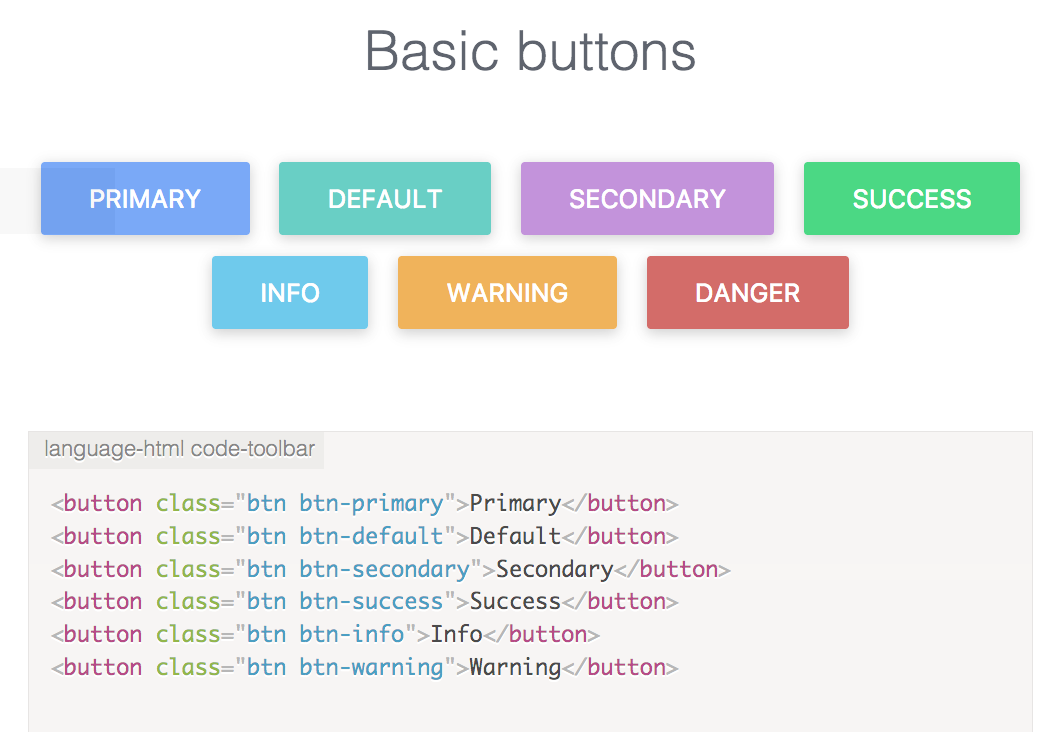 Basic buttons
PRIMARY DEFAULT SECONDARY SUCCESS
INFO WARNING DANGER
language-html code-toolbar
<button class="btn btn-primary">Primary</button>
<button class="btn btn-default">Default</button>
<button class="btn btn-secondary">Secondary</button>
<button class="btn btn-success">Success</button>
<button class="btn btn-info">Info</button>
<button class="btn btn-warning">Warning</button>